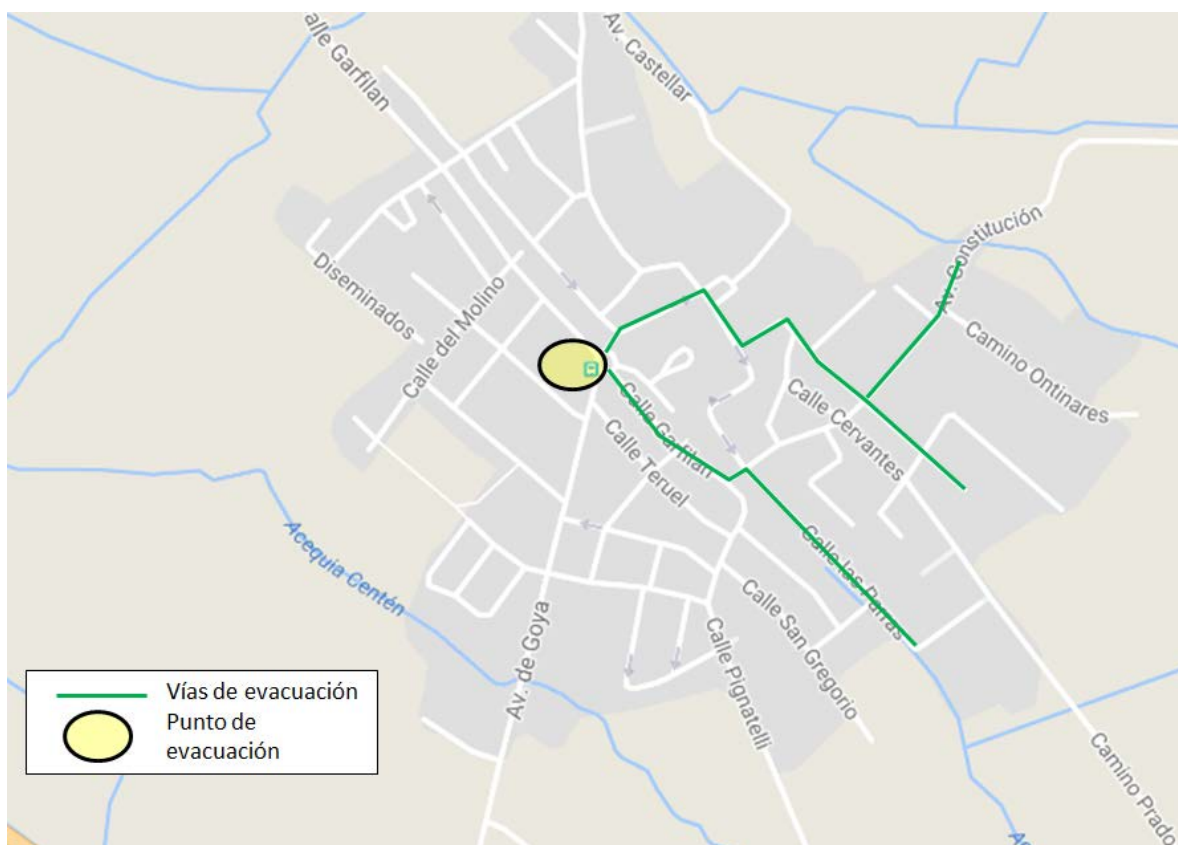 alle Garfilan
Av. Castellar
Av. Constitución
Diseminados
Calle del Molino
Camino Ontinares
Calle Cervantes
Calle Garfilan
Calle Teruel
Acequia Centén
Calle las Parras
Calle San Gregorio
Av. de Goya
Calle Pignatelli
Camino Prado
Vías de evacuación
Punto de
evacuación